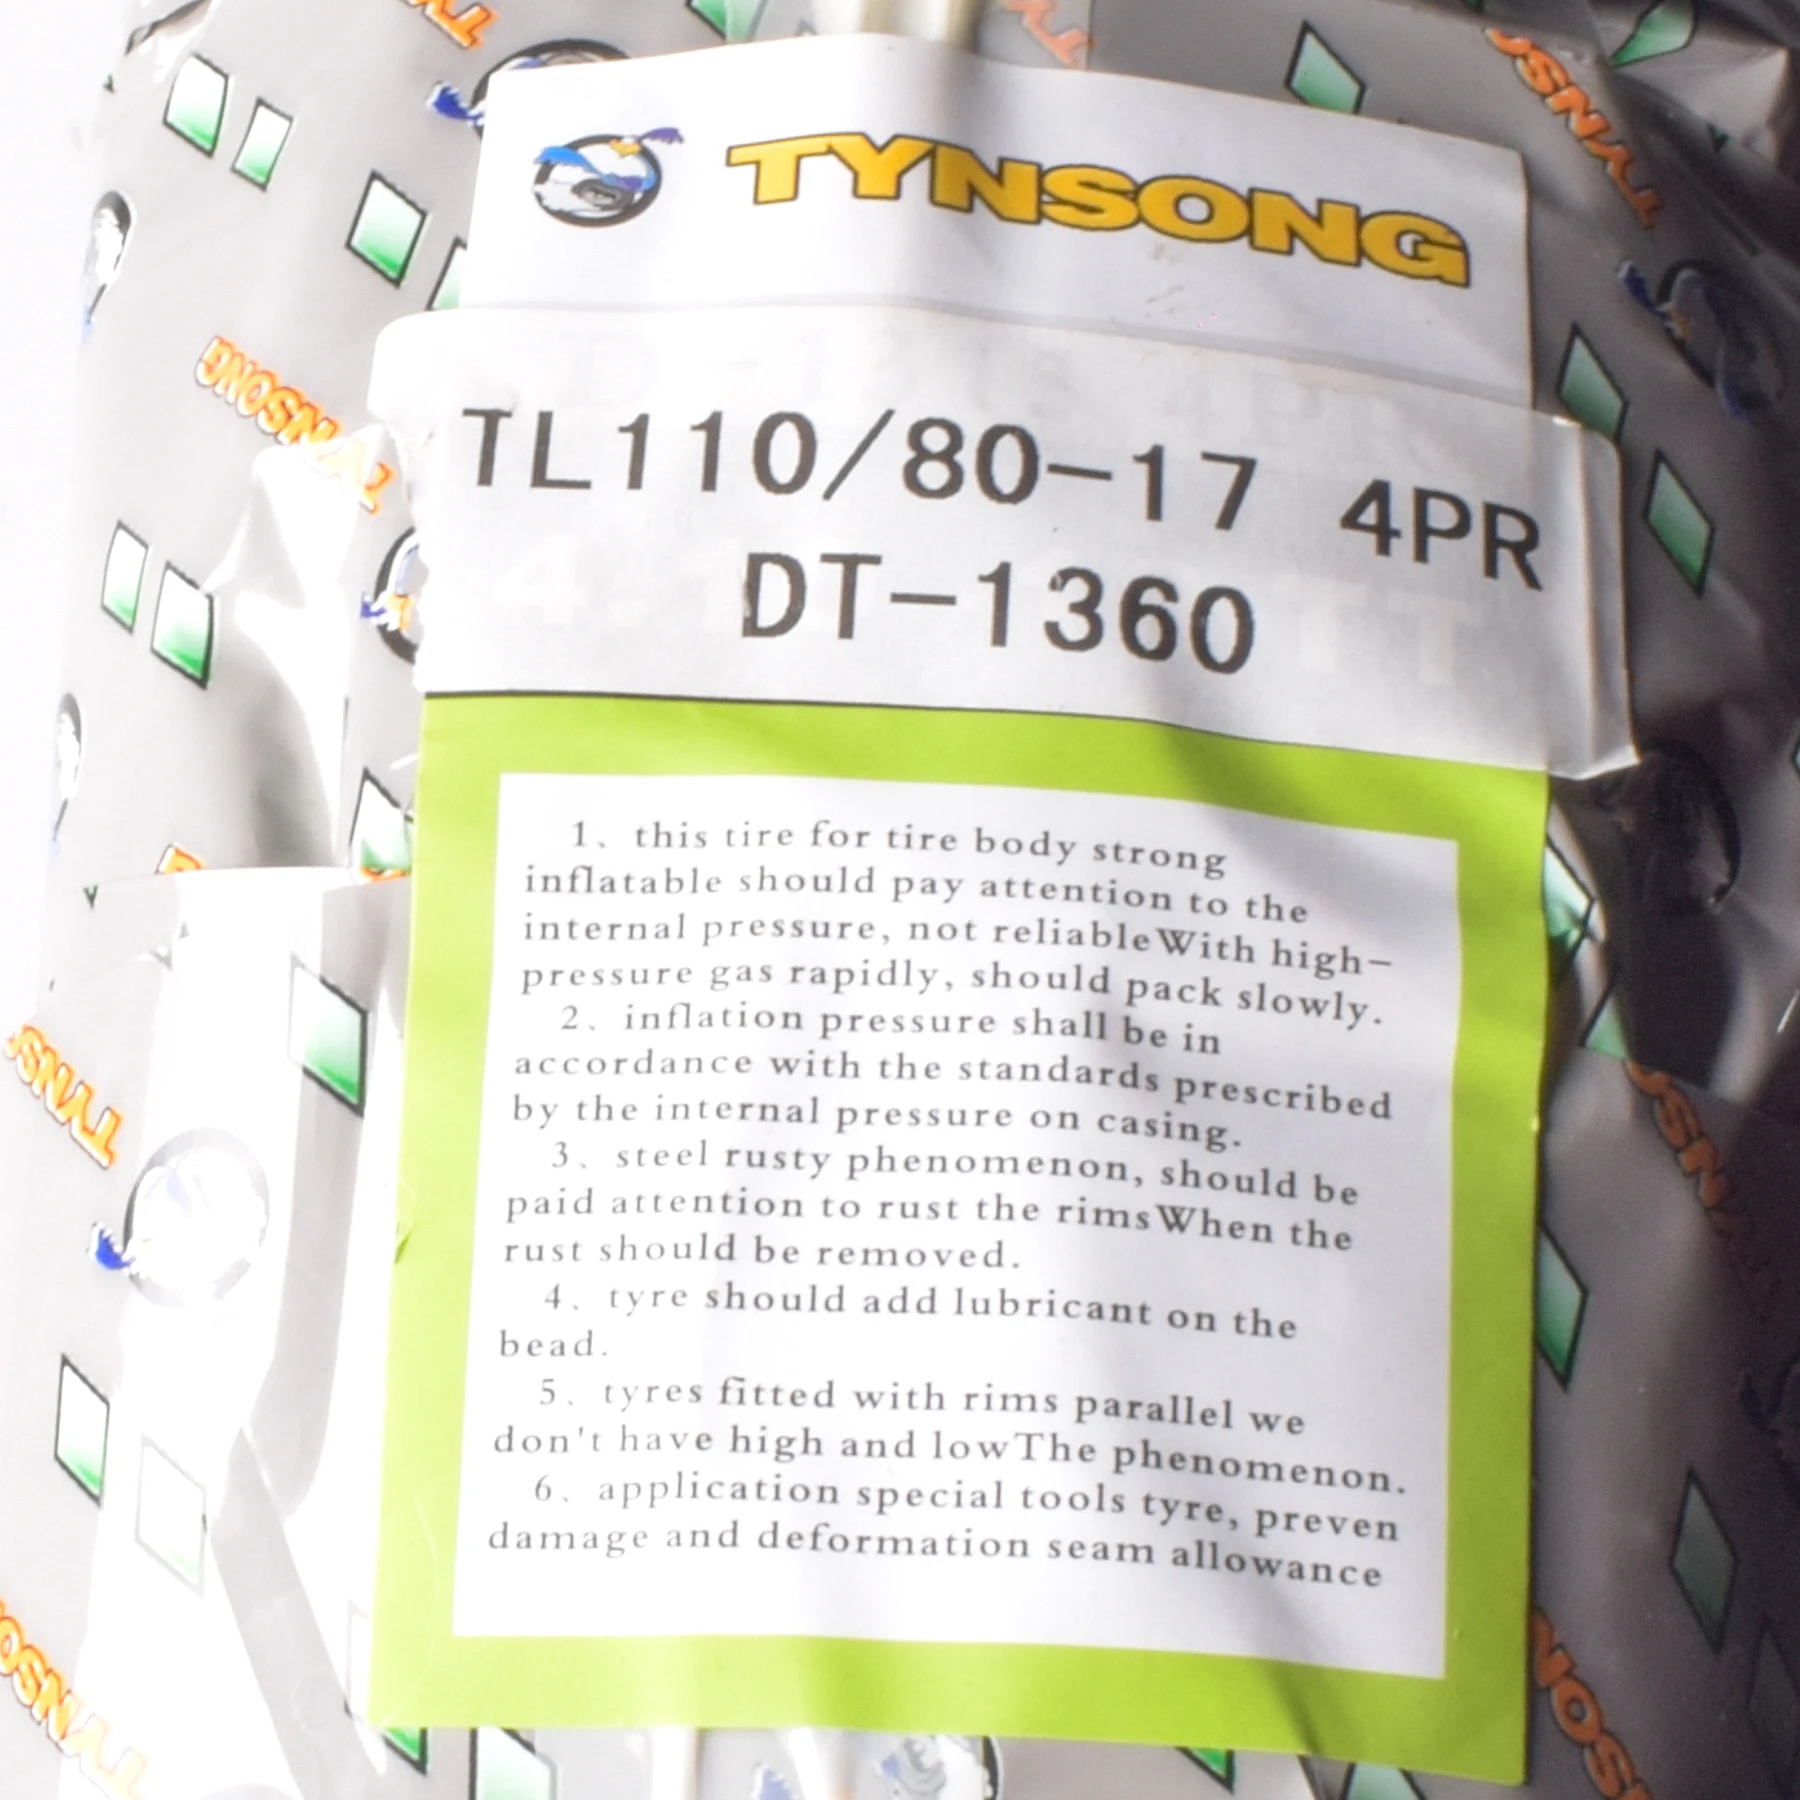 TYNSONG
TL110/80-17 4PR
DT-1360
1、this tire for tire body strong
inflatable should pay attention to the
internal pressure, not reliableWith high-
pressure gas rapidly, should pack slowly.
2、inflation pressure shall be in
accordance with the standards prescribed
by the internal pressure on casing.
3、steel rusty phenomenon, should be
paid attention to rust the rimsWhen the
rust should be removed.
4、tyre should add lubricant on the
bead.
5、tyres fitted with rims parallel we
don't have high and lowThe phenomenon.
6、application special tools tyre, preven
damage and deformation seam allowance
TYNSONG
TYNSONG